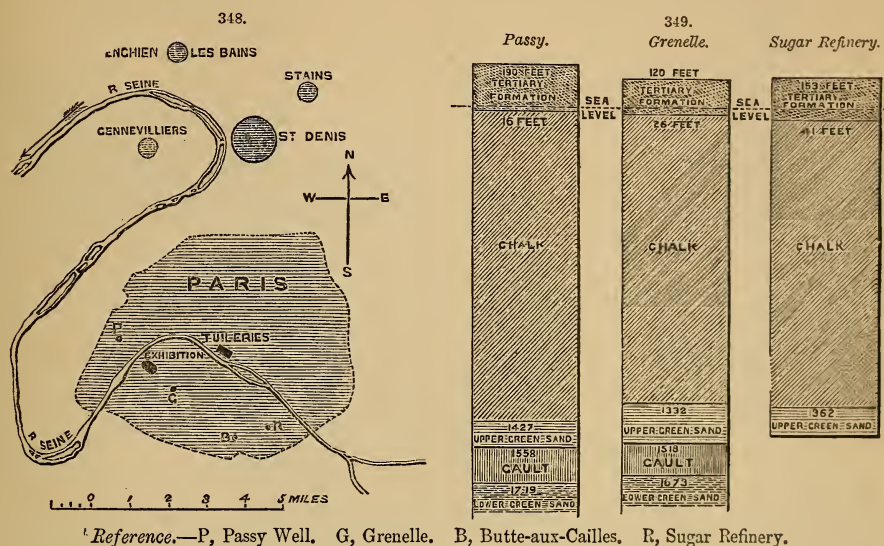 348.
ENGHIEN LES BAINS
R SEINE
STAINS
GENNEVILLIERS
ST DENIS
N
W E
S
PARIS
P
TUILERIES
EXHIBITION
G
R SEINE
B
R
0 1 2 3 4 5 MILES
349.
Passy. Grenelle. Sugar Refinery.
190 FEET
TERTIARY
FORMATION
16 FEET
CHALK
1427
UPPER GREEN SAND
1558
GAULT
1719
LOWER GREEN SAND
SEA
LEVEL
120 FEET
TERTIARY
FORMATION
26 FEET
CHALK
1332
UPPER GREEN SAND
1518
GAULT
1673
LOWER GREEN SAND
SEA
LEVEL
153 FEET
TERTIARY
FORMATION
41 FEET
CHALK
1362
UPPER GREEN SAND
Reference.—P, Passy Well. G, Grenelle. B, Butte-aux-Cailles. R, Sugar Refinery.